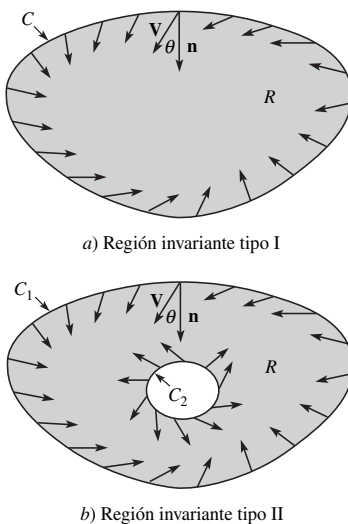 C
V
θ
n
R
a) Región invariante tipo I
C1
V
θ
n
R
C2
b) Región invariante tipo II